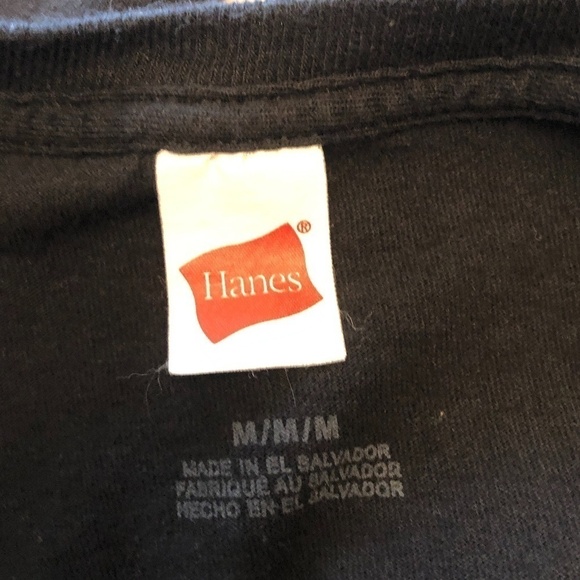 Hanes®
M/M/M
MADE IN EL SALVADOR
FABRIQUÉ AU SALVADOR
HECHO EN EL SALVADOR